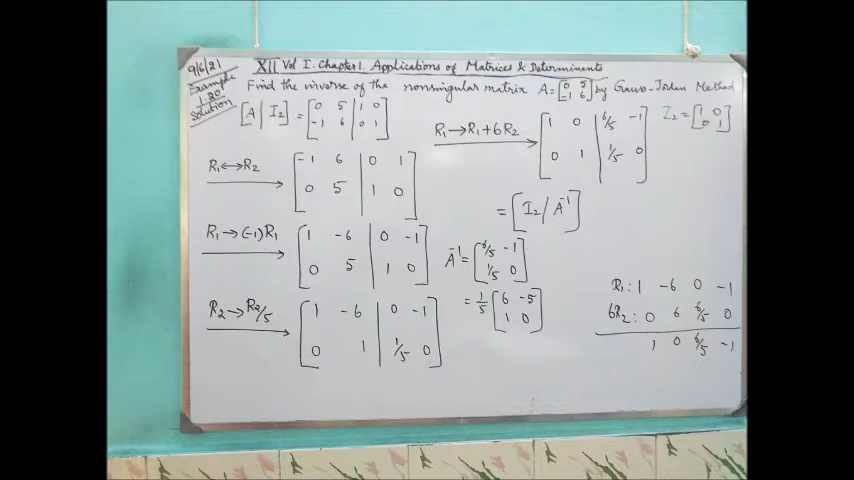 9/6/21
XII Vol I. Chapter 1. Applications of Matrices & Determinants
Example 1.20 Solution
Find the inverse of the nonsingular matrix A = [0 5; -1 6] by Gauss-Jordan Method
[A | I₂] = [0 5 | 1 0; -1 6 | 0 1]
R₁ ↔ R₂ → [-1 6 | 0 1; 0 5 | 1 0]
R₁ → (-1)R₁ → [1 -6 | 0 -1; 0 5 | 1 0]
R₂ → R₂/5 → [1 -6 | 0 -1; 0 1 | 1/5 0]
R₁ → R₁ + 6R₂ → [1 0 | 6/5 -1; 0 1 | 1/5 0]
I₂ = [1 0; 0 1]
= [I₂ / A⁻¹]
A⁻¹ = [6/5 -1; 1/5 0]
= 1/5 [6 -5; 1 0]
R₁: 1 -6 0 -1
6R₂: 0 6 6/5 0
1 0 6/5 -1